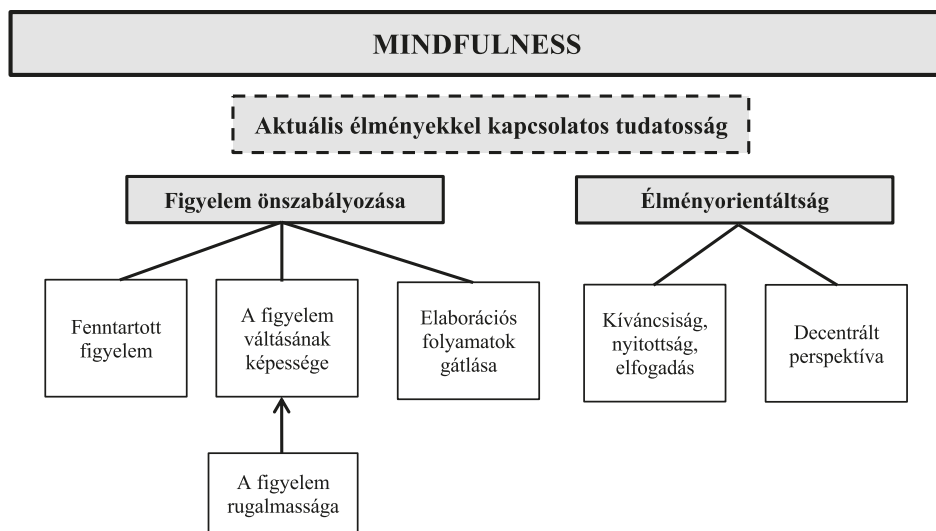 MINDFULNESS
Aktuális élményekkel kapcsolatos tudatosság
Figyelem önszabályozása
Élményorientáltság
Fenntartott
figyelem
A figyelem
váltásának
képessége
Elaborációs
folyamatok
gátlása
Kíváncsiság,
nyitottság,
elfogadás
Decentrált
perspektíva
A figyelem
rugalmassága